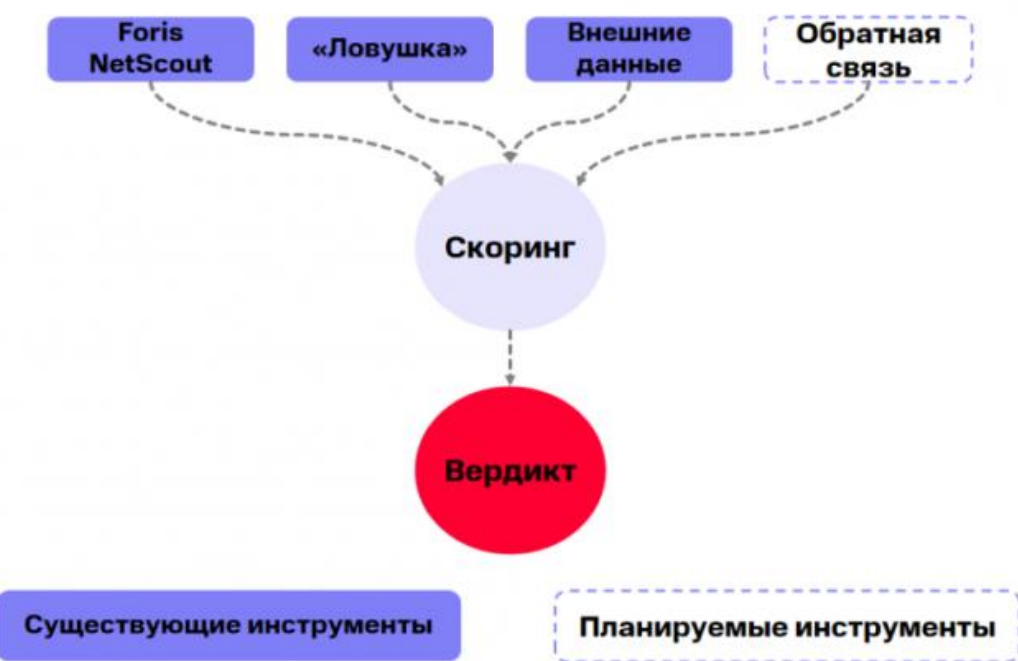 Foris
NetScout
«Ловушка»
Внешние
данные
Обратная
связь
Скоринг
Вердикт
Существующие инструменты
Планируемые инструменты